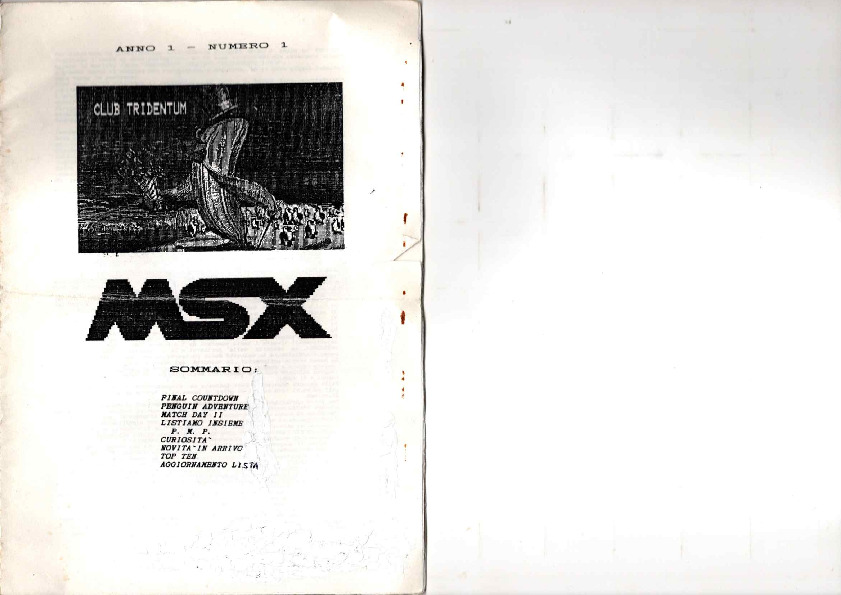 ANNO 1 - NUMERO 1
CLUB TRIDENTUM
MSX
SOMMARIO:
FINAL COUNTDOWN
PENGUIN ADVENTURE
MATCH DAY II
LISTIAMO INSIEME
P. M. P.
CURIOSITA`
NOVITA`IN ARRIVO
TOP TEN
AGGIORNAMENTO LISTA